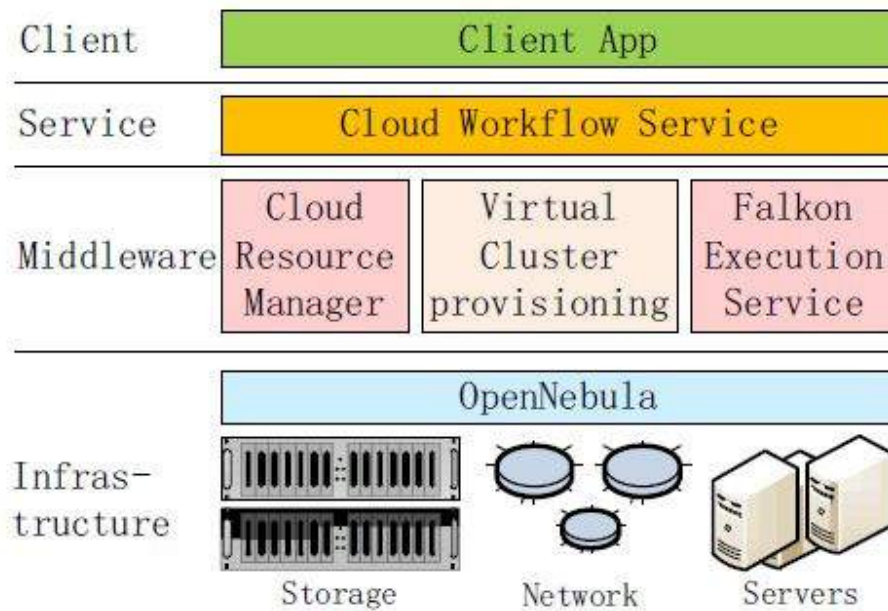 Client
Client App
Service
Cloud Workflow Service
Middleware
Cloud
Resource
Manager
Virtual
Cluster
provisioning
Falkon
Execution
Service
Infras-
tructure
OpenNebula
Storage
Network
Servers